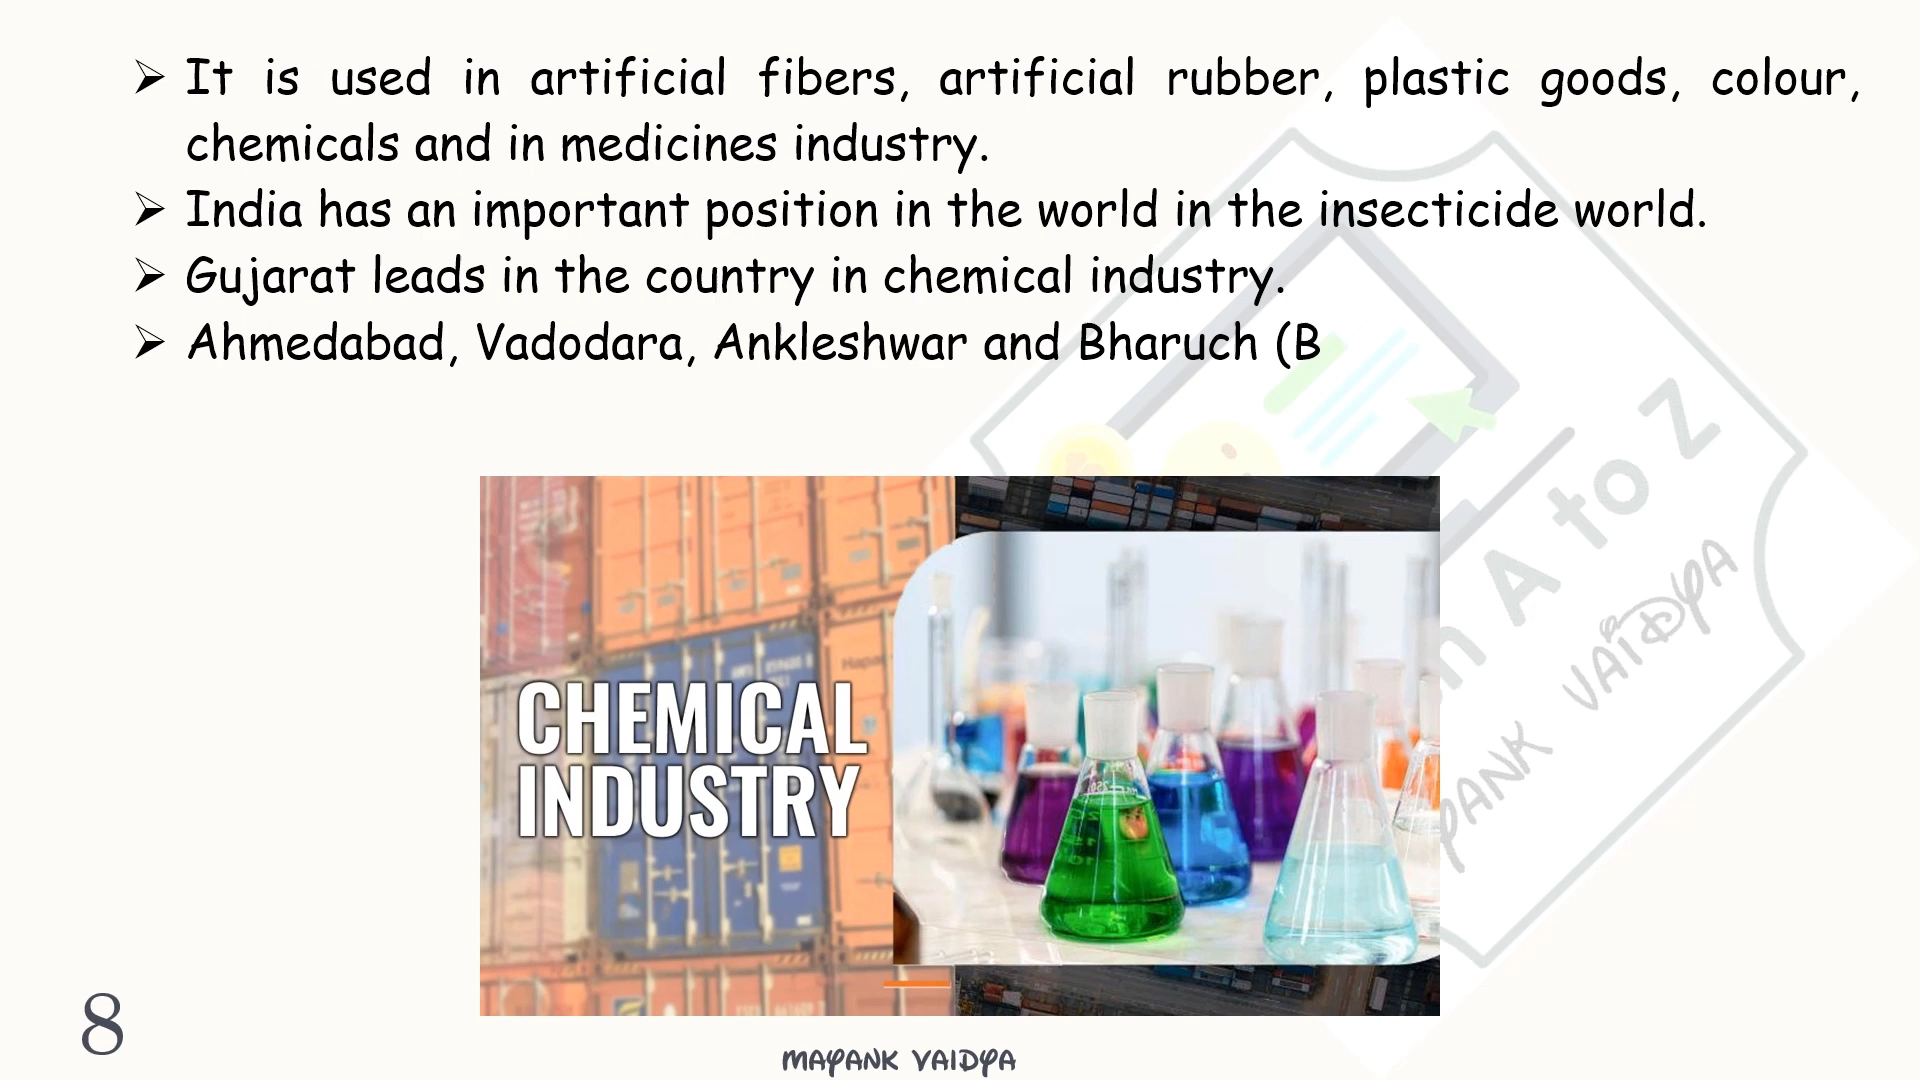 ➢ It is used in artificial fibers, artificial rubber, plastic goods, colour,
chemicals and in medicines industry.
➢ India has an important position in the world in the insecticide world.
➢ Gujarat leads in the country in chemical industry.
➢ Ahmedabad, Vadodara, Ankleshwar and Bharuch (B
A to Z
VAIDYA
CHEMICAL
INDUSTRY
8
MAYANK VAIDYA